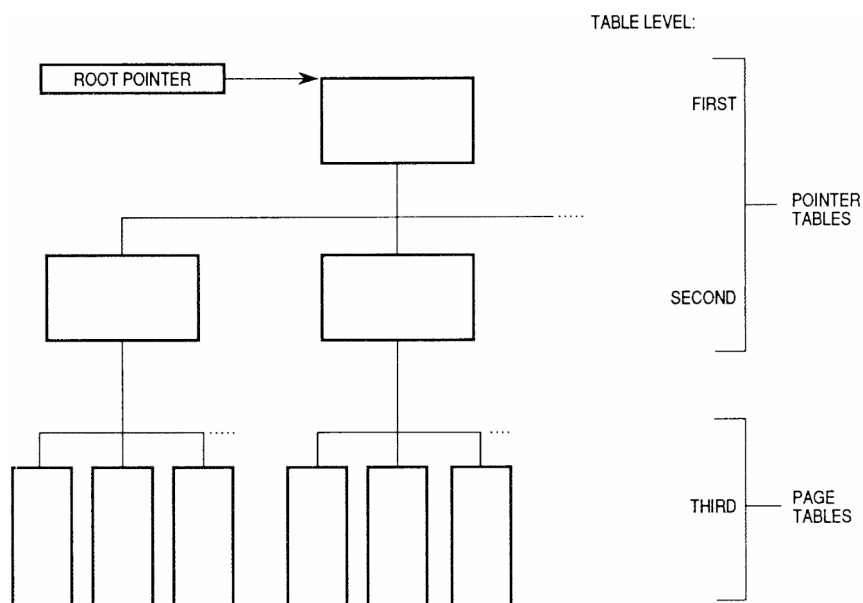 TABLE LEVEL:
ROOT POINTER
FIRST
POINTER
TABLES
SECOND
THIRD
PAGE
TABLES